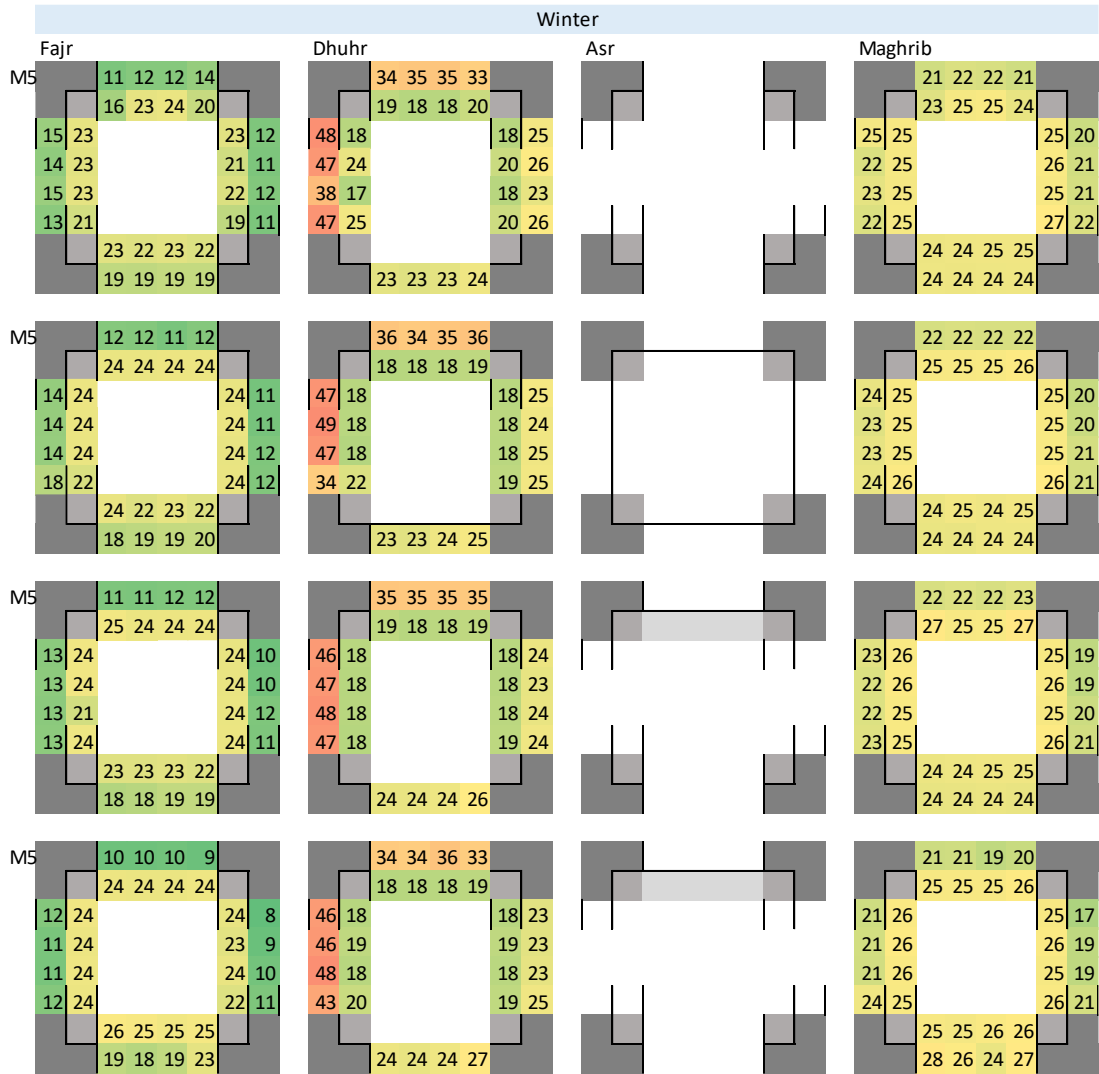 Winter
Fajr Dhuhr Asr Maghrib
M5 11 12 12 14 34 35 35 33 21 22 22 21
16 23 24 20 19 18 18 20 23 25 25 24
15 23 23 12 48 18 18 25 25 25 25 20
14 23 21 11 47 24 20 26 22 25 26 21
15 23 22 12 38 17 18 23 23 25 25 21
13 21 19 11 47 25 20 26 22 25 27 22
23 22 23 22 24 24 25 25
19 19 19 19 23 23 23 24 24 24 24 24
M5 12 12 11 12 36 34 35 36 22 22 22 22
24 24 24 24 18 18 18 19 25 25 25 26
14 24 24 11 47 18 18 25 24 25 25 20
14 24 24 11 49 18 18 24 23 25 25 20
14 24 24 12 47 18 18 25 23 25 25 21
18 22 24 12 34 22 19 25 24 26 26 21
24 22 23 22 24 25 24 25
18 19 19 20 23 23 24 25 24 24 24 24
M5 11 11 12 12 35 35 35 35 22 22 22 23
25 24 24 24 19 18 18 19 27 25 25 27
13 24 24 10 46 18 18 24 23 26 25 19
13 24 24 10 47 18 18 23 22 26 26 19
13 21 24 12 48 18 18 24 22 25 25 20
13 24 24 11 47 18 19 24 23 25 26 21
23 23 23 22 24 24 25 25
18 18 19 19 24 24 24 26 24 24 24 24
M5 10 10 10 9 34 34 36 33 21 21 19 20
24 24 24 24 18 18 18 19 25 25 25 26
12 24 24 8 46 18 18 23 21 26 25 17
11 24 23 9 46 19 19 23 21 26 26 19
11 24 24 10 48 18 18 23 21 26 25 19
12 24 22 11 43 20 19 25 24 25 26 21
26 25 25 25 25 25 26 26
19 18 19 23 24 24 24 27 28 26 24 27